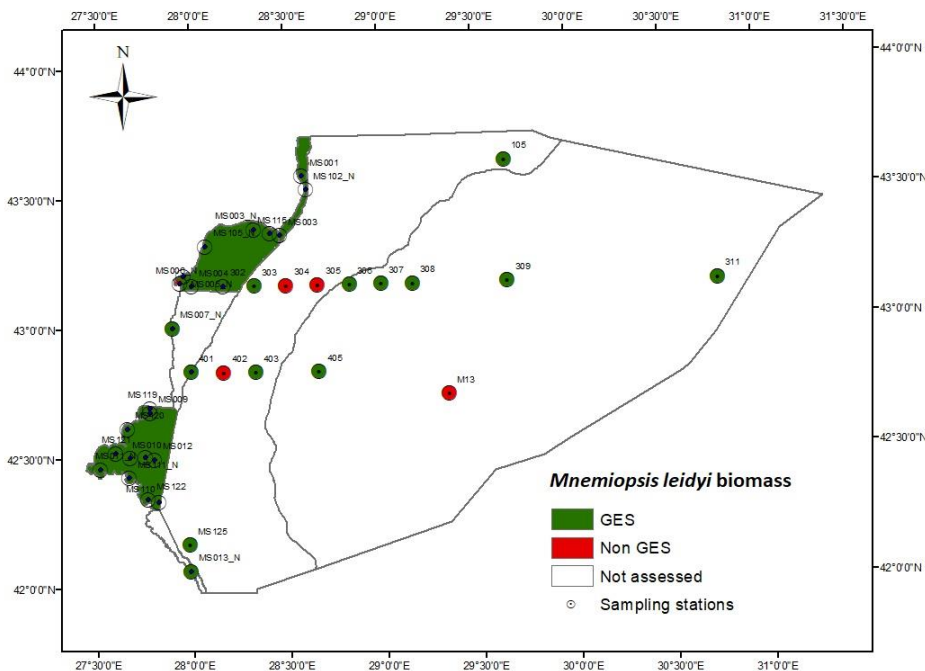 27°30'0"E 28°0'0"E 28°30'0"E 29°0'0"E 29°30'0"E 30°0'0"E 30°30'0"E 31°0'0"E 31°30'0"E
N
44°0'0"N 44°0'0"N
105
MS001
MS102_N
43°30'0"N 43°30'0"N
MS003_N MS115 MS003
MS004 302 303 304 305 306 307 308 309 311
43°0'0"N 43°0'0"N
MS007_N
401 402 403 405
M13
MS119
MS009
42°30'0"N 42°30'0"N
MS121 MS010 MS012
MS110 MS122
MS125
MS013_N
42°0'0"N 42°0'0"N
Mnemiopsis leidyi biomass
GES
Non GES
Not assessed
Sampling stations
27°30'0"E 28°0'0"E 28°30'0"E 29°0'0"E 29°30'0"E 30°0'0"E 30°30'0"E 31°0'0"E